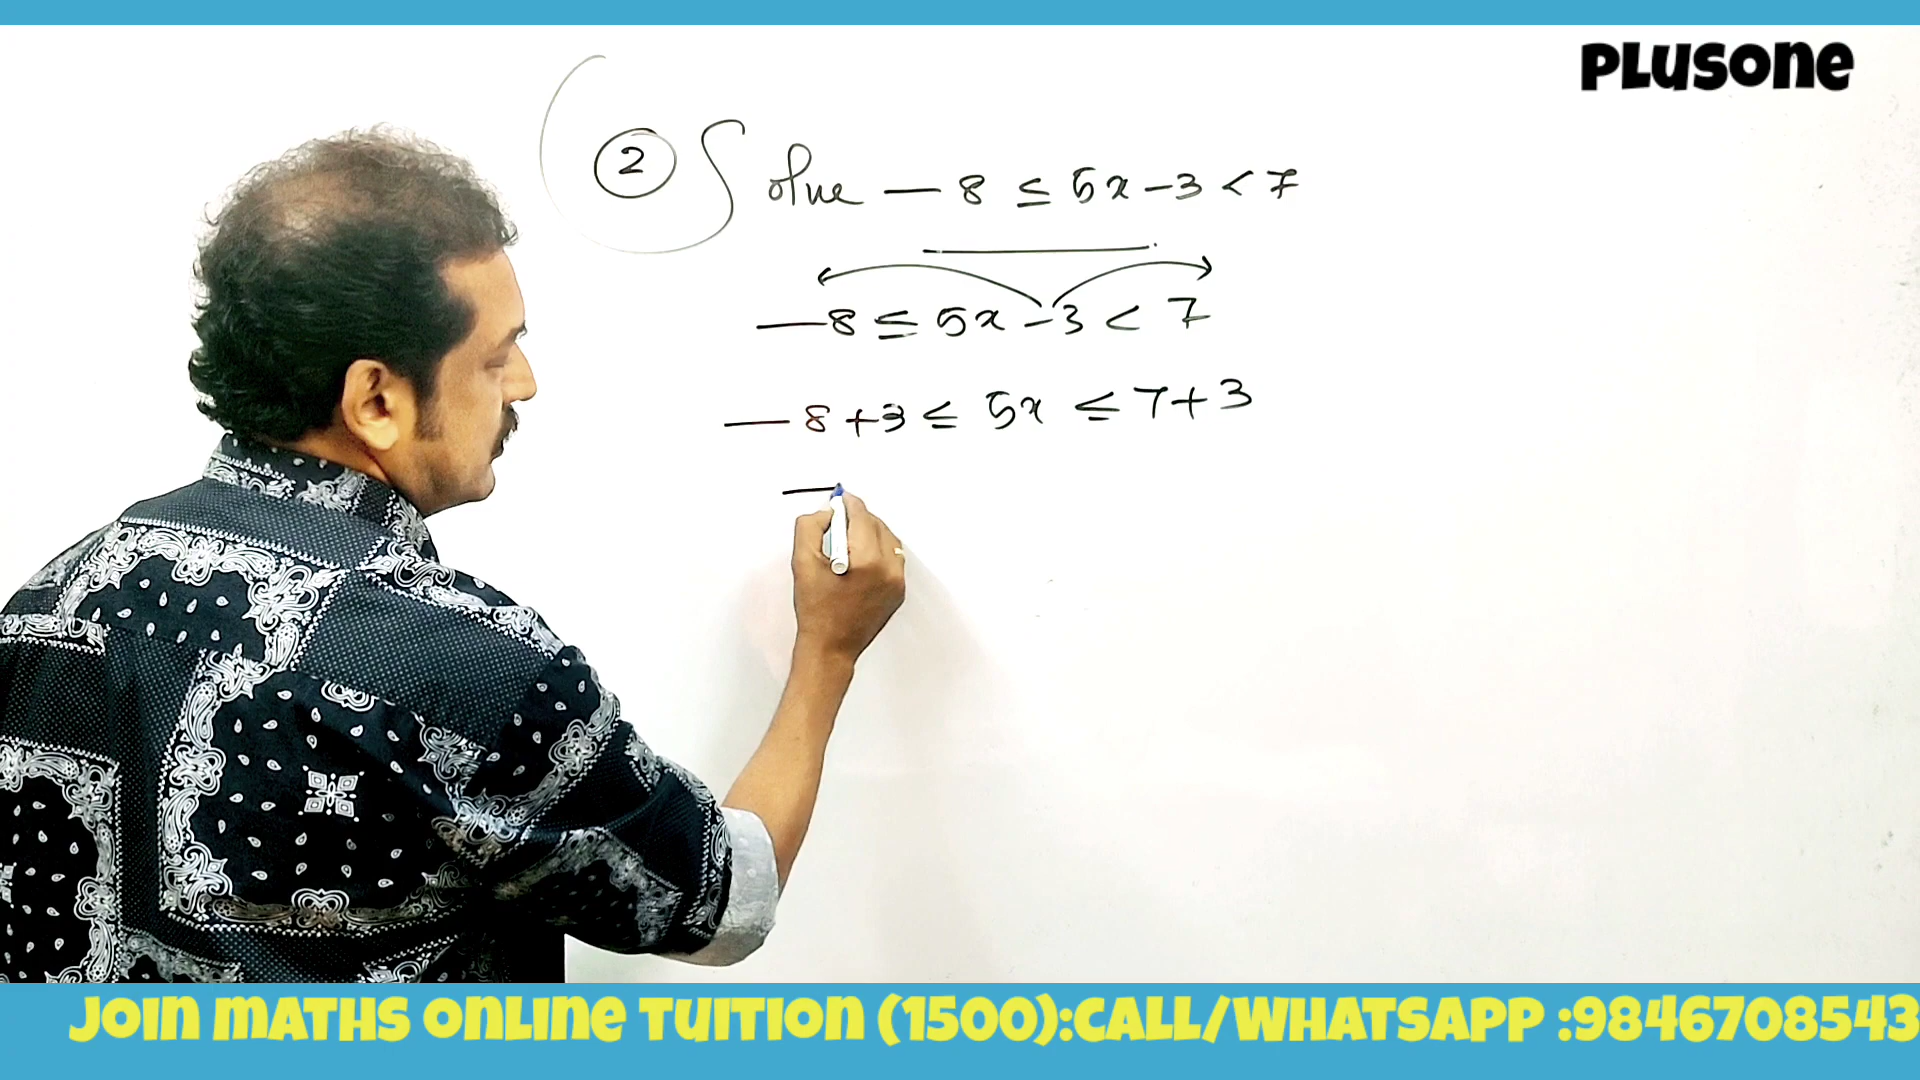 PLUSONE
2 Solve — 8 ≤ 5x – 3 < 7
— 8 ≤ 5x – 3 < 7
— 8 + 3 ≤ 5x ≤ 7 + 3
—
JOIN MATHS ONLINE TUITION (1500):CALL/WHATSAPP :9846708543